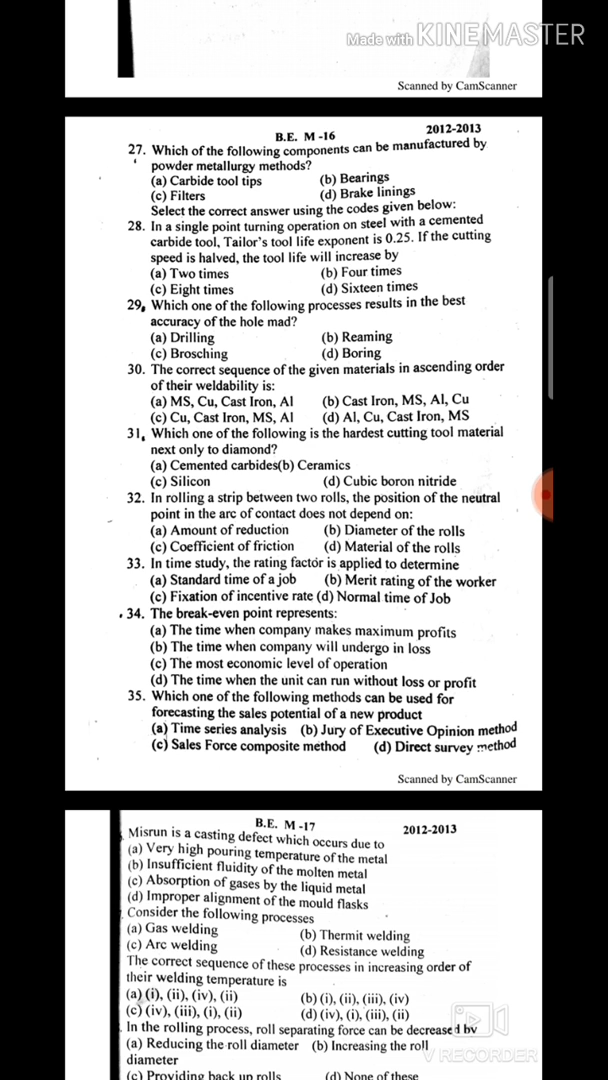 Made with KINEMASTER
Scanned by CamScanner
B.E. M -16 2012-2013
27. Which of the following components can be manufactured by
powder metallurgy methods?
(a) Carbide tool tips (b) Bearings
(c) Filters (d) Brake linings
Select the correct answer using the codes given below:
28. In a single point turning operation on steel with a cemented
carbide tool, Tailor's tool life exponent is 0.25. If the cutting
speed is halved, the tool life will increase by
(a) Two times (b) Four times
(c) Eight times (d) Sixteen times
29. Which one of the following processes results in the best
accuracy of the hole mad?
(a) Drilling (b) Reaming
(c) Brosching (d) Boring
30. The correct sequence of the given materials in ascending order
of their weldability is:
(a) MS, Cu, Cast Iron, Al (b) Cast Iron, MS, Al, Cu
(c) Cu, Cast Iron, MS, Al (d) Al, Cu, Cast Iron, MS
31. Which one of the following is the hardest cutting tool material
next only to diamond?
(a) Cemented carbides(b) Ceramics
(c) Silicon (d) Cubic boron nitride
32. In rolling a strip between two rolls, the position of the neutral
point in the arc of contact does not depend on:
(a) Amount of reduction (b) Diameter of the rolls
(c) Coefficient of friction (d) Material of the rolls
33. In time study, the rating factor is applied to determine
(a) Standard time of a job (b) Merit rating of the worker
(c) Fixation of incentive rate (d) Normal time of Job
34. The break-even point represents:
(a) The time when company makes maximum profits
(b) The time when company will undergo in loss
(c) The most economic level of operation
(d) The time when the unit can run without loss or profit
35. Which one of the following methods can be used for
forecasting the sales potential of a new product
(a) Time series analysis (b) Jury of Executive Opinion method
(c) Sales Force composite method (d) Direct survey method
Scanned by CamScanner
B.E. M -17 2012-2013
Misrun is a casting defect which occurs due to
(a) Very high pouring temperature of the metal
(b) Insufficient fluidity of the molten metal
(c) Absorption of gases by the liquid metal
(d) Improper alignment of the mould flasks
Consider the following processes
(a) Gas welding (b) Thermit welding
(c) Arc welding (d) Resistance welding
The correct sequence of these processes in increasing order of
their welding temperature is
(a) (i), (ii), (iv), (ii) (b) (i), (ii), (iii), (iv)
(c) (iv), (iii), (i), (ii) (d) (iv), (i), (iii), (ii)
In the rolling process, roll separating force can be decreased by
(a) Reducing the roll diameter (b) Increasing the roll
diameter
(c) Providing back up rolls (d) None of these
V RECORDER